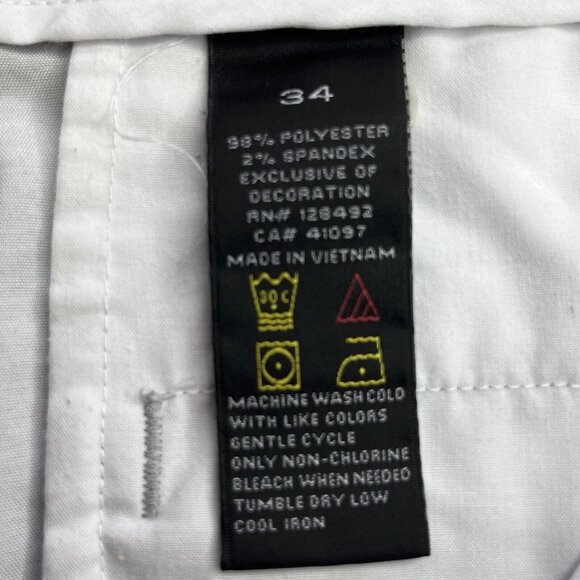 34
98% POLYESTER
2% SPANDEX
EXCLUSIVE OF
DECORATION
RN# 128492
CA# 41097
MADE IN VIETNAM
30C
MACHINE WASH COLD
WITH LIKE COLORS
GENTLE CYCLE
ONLY NON-CHLORINE
BLEACH WHEN NEEDED
TUMBLE DRY LOW
COOL IRON